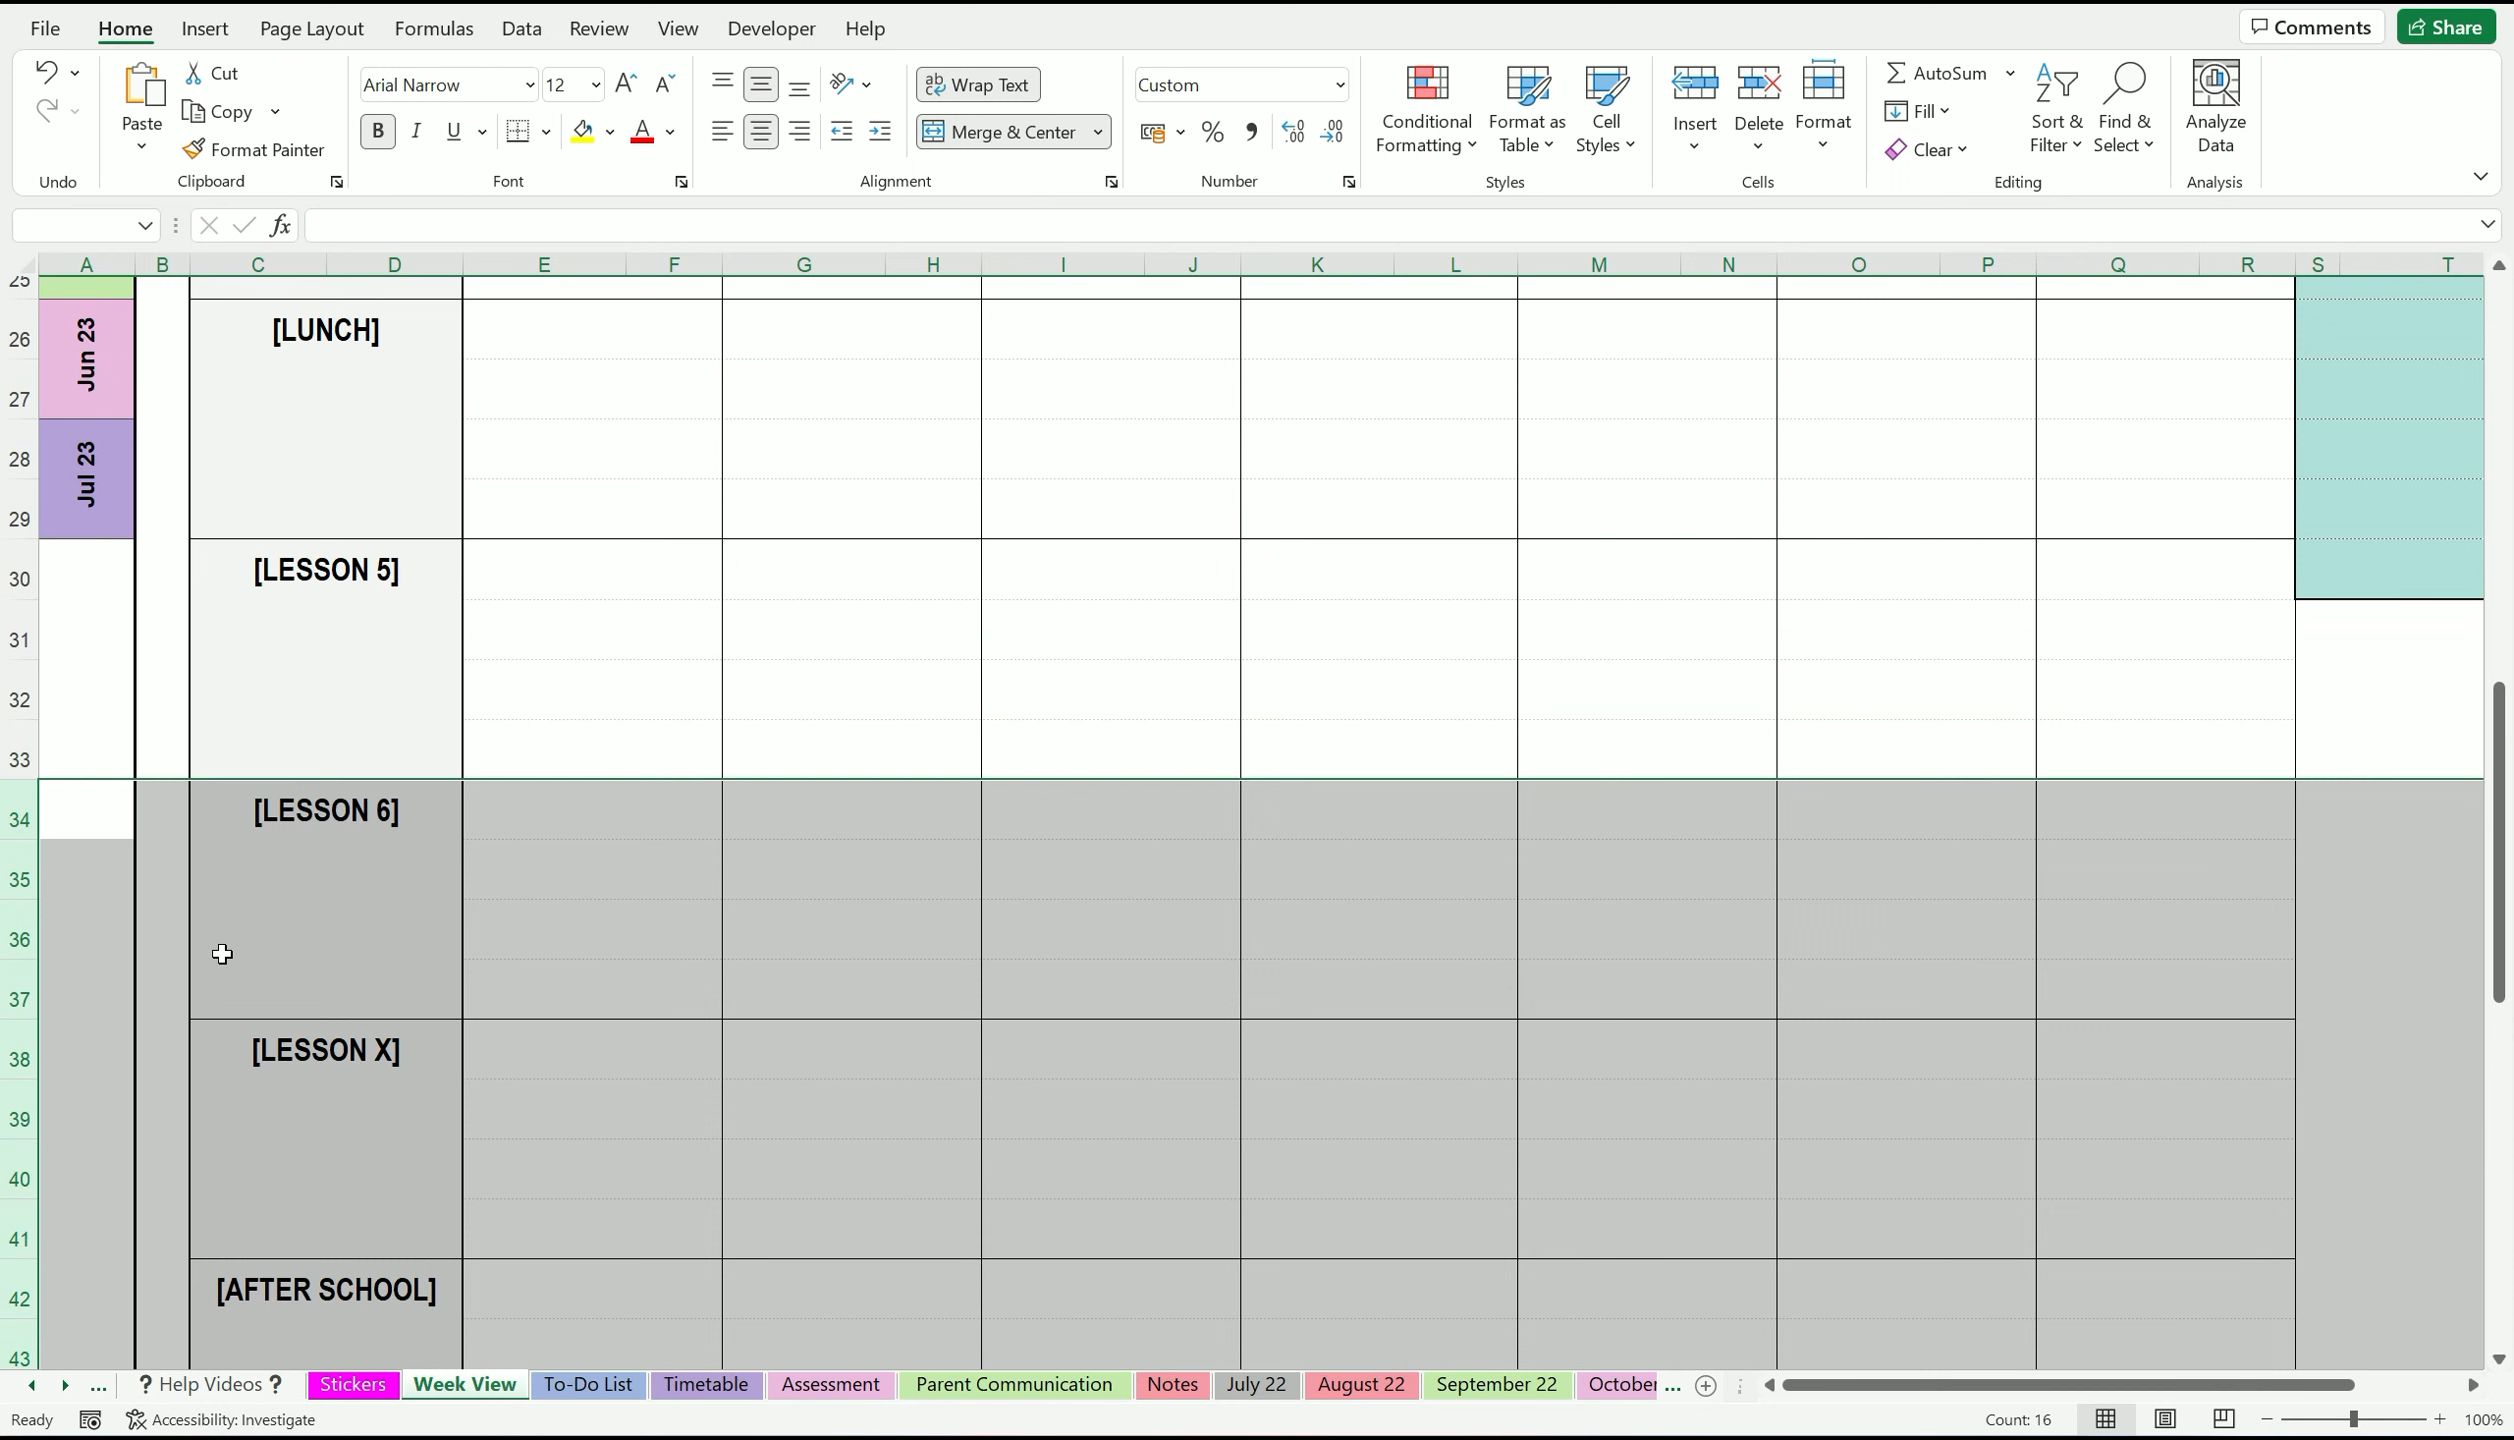 File Home Insert Page Layout Formulas Data Review View Developer Help Comments Share
Paste Cut Copy Format Painter
Arial Narrow 12 A A B I U A
ab Wrap Text
Merge & Center
Custom
% 9 .00 .00
Conditional Formatting Format as Table Cell Styles
Insert Delete Format
AutoSum Fill Clear
Sort & Filter Find & Select
Analyze Data
Undo Clipboard Font Alignment Number Styles Cells Editing Analysis
fx
A B C D E F G H I J K L M N O P Q R S T
25
26 Jun 23 [LUNCH]
27
28 Jul 23
29
30 [LESSON 5]
31
32
33
34 [LESSON 6]
35
36
37
38 [LESSON X]
39
40
41
42 [AFTER SCHOOL]
43
... ? Help Videos ? Stickers Week View To-Do List Timetable Assessment Parent Communication Notes July 22 August 22 September 22 October ...
Ready Accessibility: Investigate Count: 16 100%